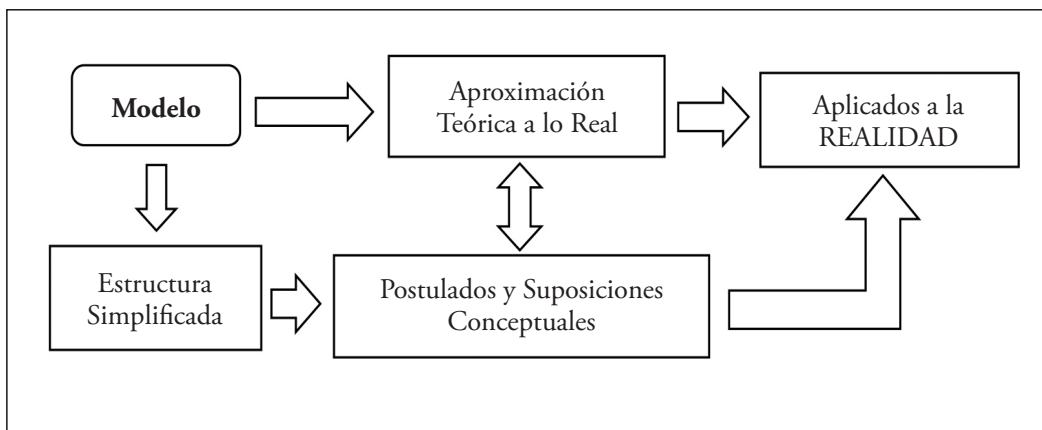 Modelo
Aproximación
Teórica a lo Real
Aplicados a la
REALIDAD
Estructura
Simplificada
Postulados y Suposiciones
Conceptuales